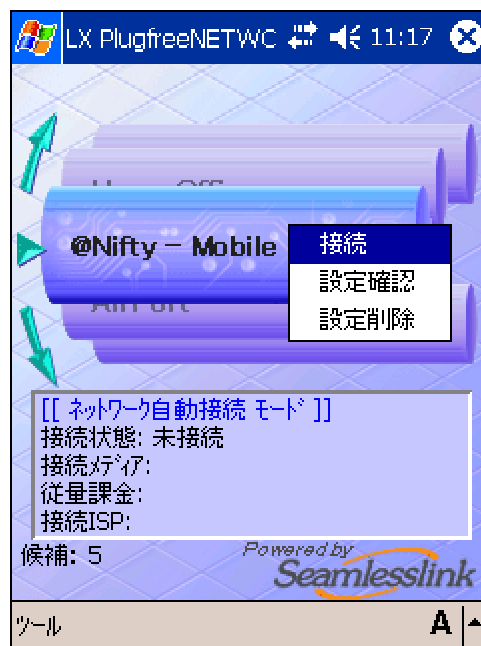 LX PlugfreeNETWC 11:17
@Nifty － Mobile
接続
設定確認
設定削除
AirPort
[[ ﾈｯﾄﾜｰｸ自動接続 ﾓｰﾄﾞ ]]
接続状態: 未接続
接続ﾒﾃﾞｨｱ:
従量課金:
接続ISP:
候補: 5
Powered by
Seamlesslink
ﾂｰﾙ
A